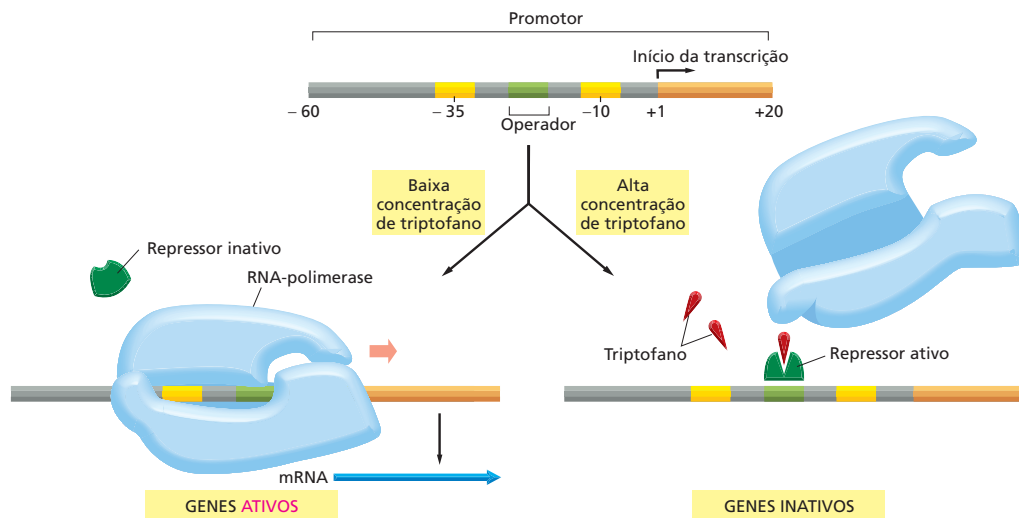 Promotor
Início da transcrição
– 60
– 35
–10
+1
+20
Operador
Baixa
concentração
de triptofano
Alta
concentração
de triptofano
Repressor inativo
RNA-polimerase
Triptofano
Repressor ativo
mRNA
GENES ATIVOS
GENES INATIVOS